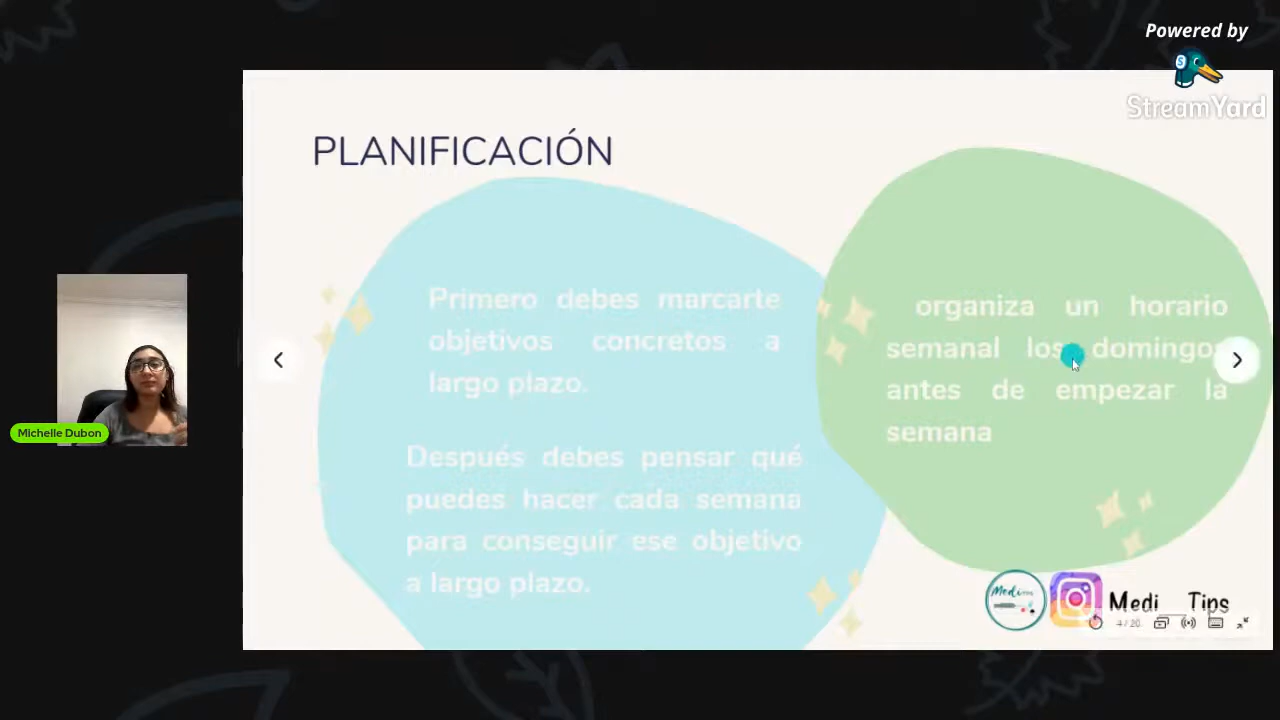 Powered by
StreamYard
PLANIFICACIÓN
Primero debes marcarte
objetivos concretos a
largo plazo.
Después debes pensar qué
puedes hacer cada semana
para conseguir ese objetivo
a largo plazo.
organiza un horario
semanal los domingos
antes de empezar la
semana
Michelle Dubon
Medi Tips
4 / 20